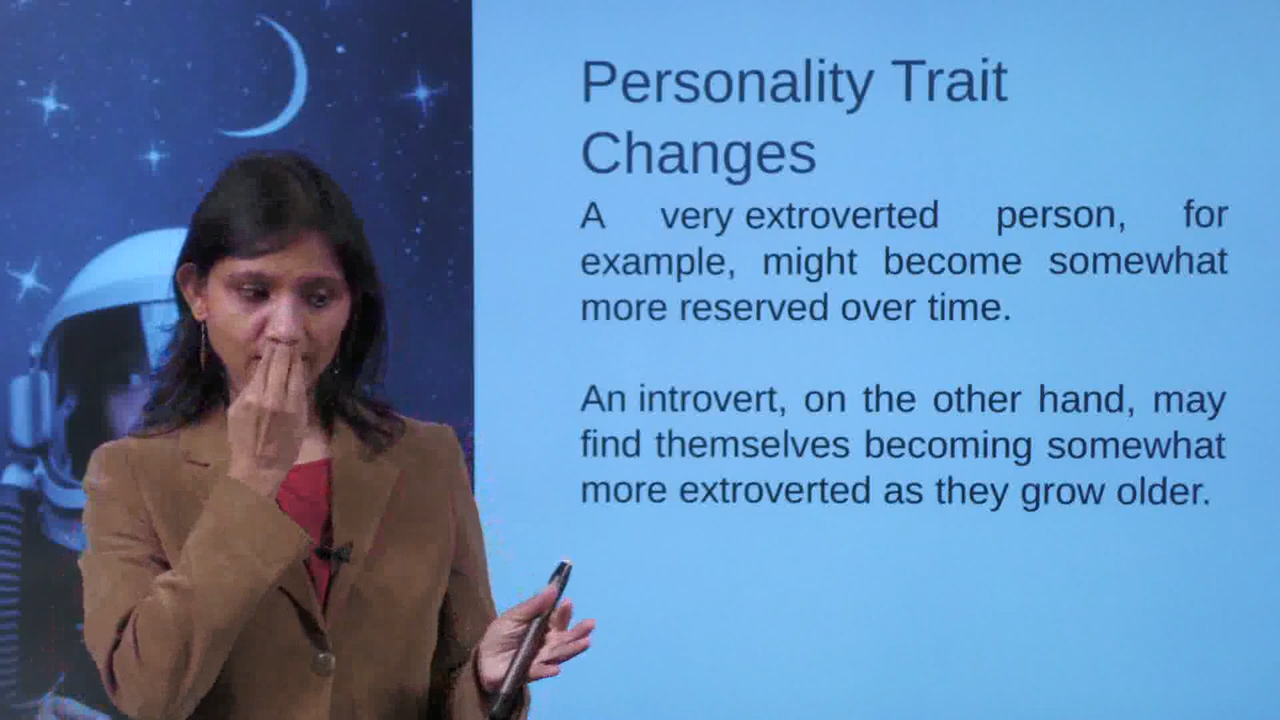 Personality Trait
Changes
A very extroverted person, for
example, might become somewhat
more reserved over time.
An introvert, on the other hand, may
find themselves becoming somewhat
more extroverted as they grow older.